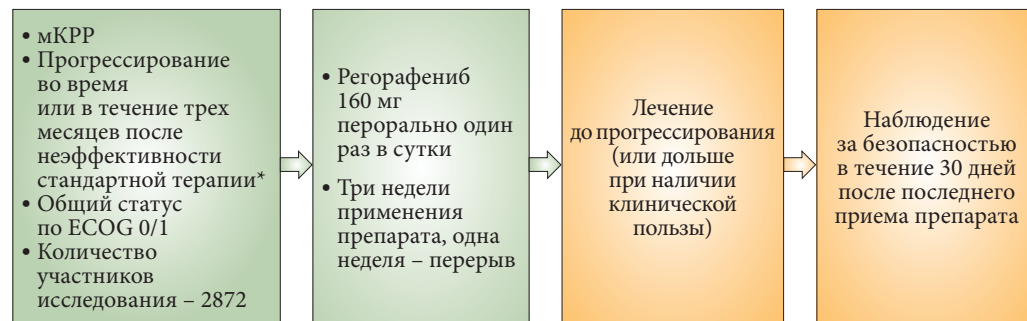 • мКРР
• Прогрессирование
во время
или в течение трех
месяцев после
неэффективности
стандартной терапии*
• Общий статус
по ECOG 0/1
• Количество
участников
исследования – 2872
• Регорафениб
160 мг
перорально один
раз в сутки
• Три недели
применения
препарата, одна
неделя – перерыв
Лечение
до прогрессирования
(или дольше
при наличии
клинической
пользы)
Наблюдение
за безопасностью
в течение 30 дней
после последнего
приема препарата